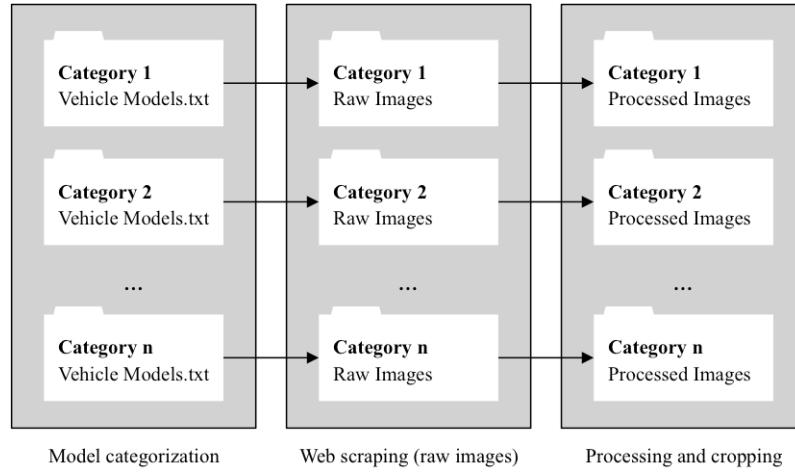 Category 1
Vehicle Models.txt
Category 1
Raw Images
Category 1
Processed Images
Category 2
Vehicle Models.txt
Category 2
Raw Images
Category 2
Processed Images
...
...
...
Category n
Vehicle Models.txt
Category n
Raw Images
Category n
Processed Images
Model categorization
Web scraping (raw images)
Processing and cropping